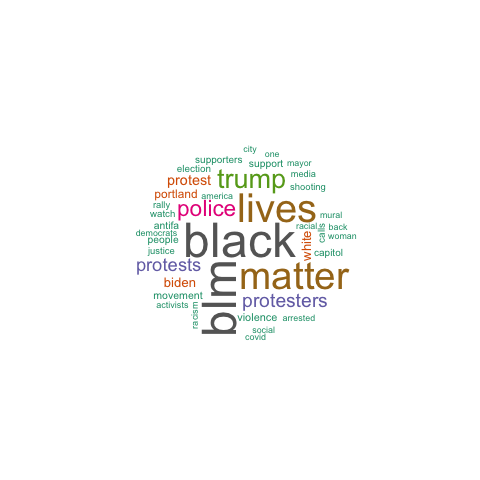 city
one
supporters
support
mayor
election
media
protest
trump
shooting
portland
america
rally
police
lives
watch
mural
antifa
black
racial
calls
back
democrats
white
woman
people
justice
capitol
protests
blm
matter
biden
movement
protesters
activists
racism
violence
arrested
social
covid